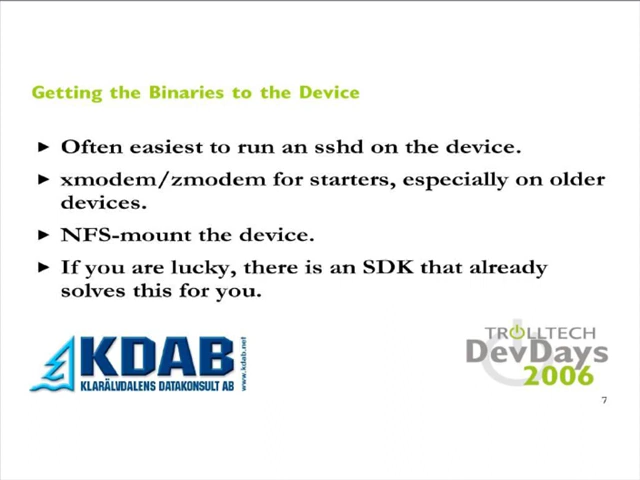 Getting the Binaries to the Device
► Often easiest to run an sshd on the device.
► xmodem/zmodem for starters, especially on older
devices.
► NFS-mount the device.
► If you are lucky, there is an SDK that already
solves this for you.
KDAB
KLARÄLVDALENS DATAKONSULT AB
www.kdab.net
TROLLTECH
DevDays
2006
7